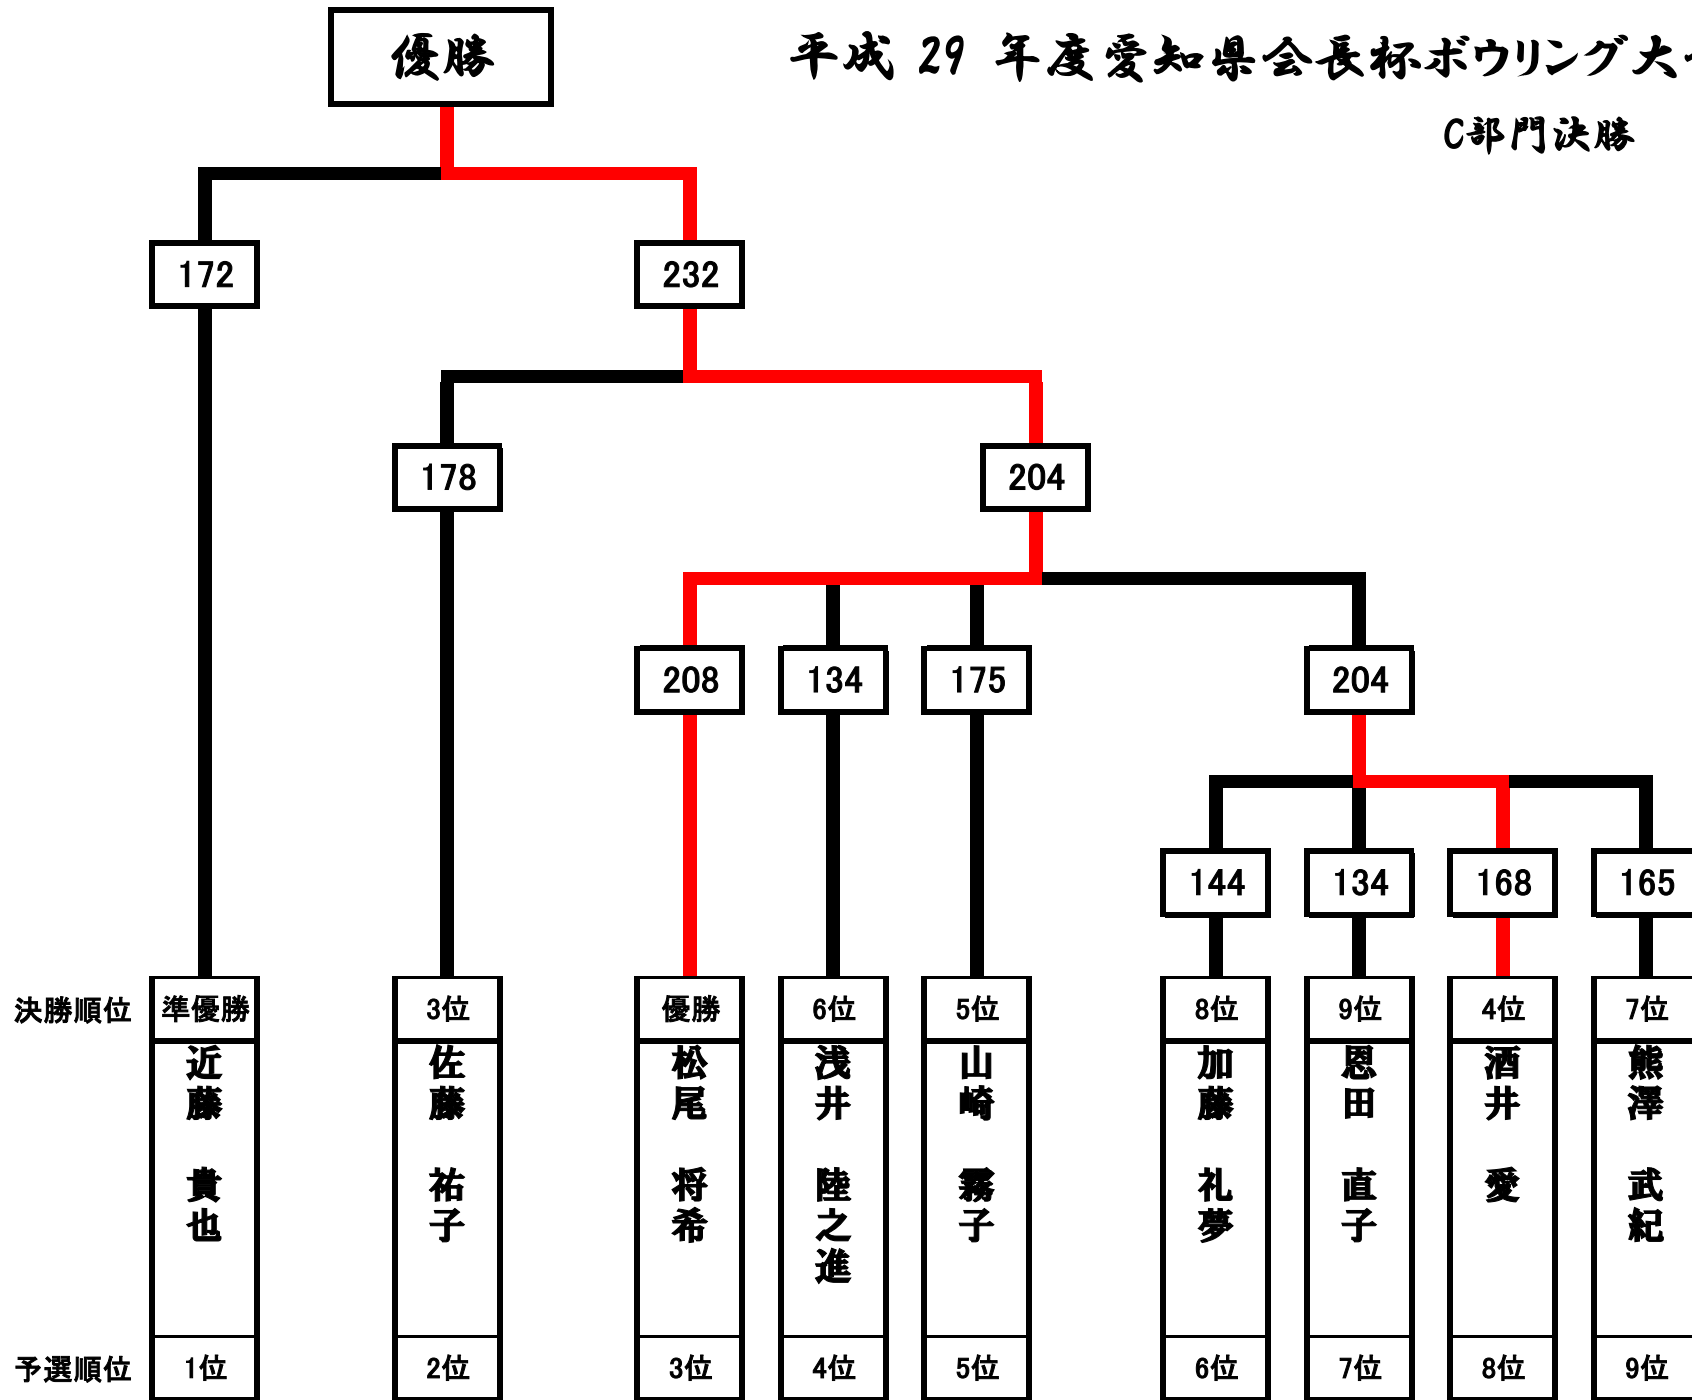 優勝
平成 29 年度愛知県会長杯ボウリング大
C部門決勝
172
232
178
204
208
134
175
204
144
134
168
165
決勝順位 準優勝 3位 優勝 6位 5位 8位 9位 4位 7位
近藤 貴也
佐藤 祐子
松尾 将希
浅井 陸之進
山崎 霧子
加藤 礼夢
恩田 直子
酒井 愛
熊澤 武紀
予選順位 1位 2位 3位 4位 5位 6位 7位 8位 9位